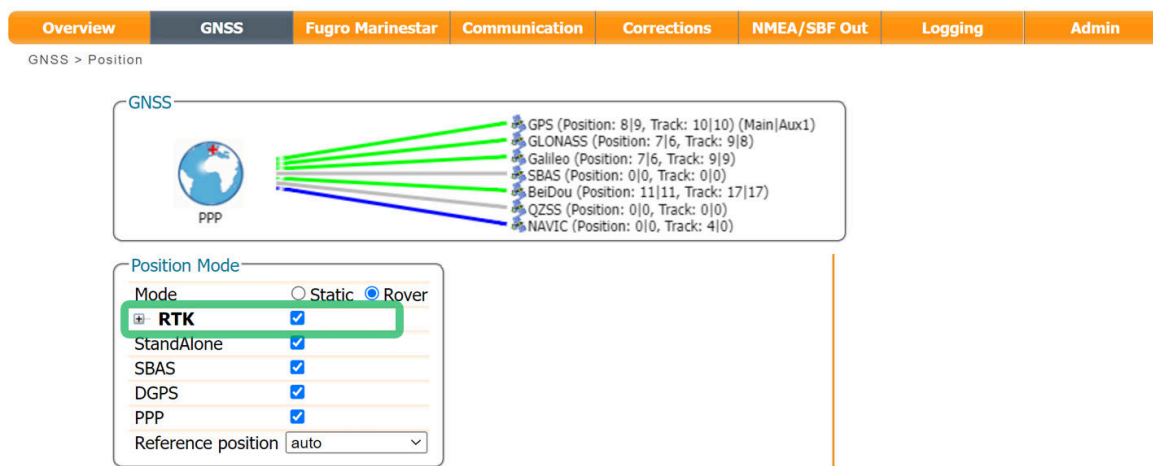 Overview GNSS Fugro Marinestar Communication Corrections NMEA/SBF Out Logging Admin
GNSS > Position
GNSS
GPS (Position: 8|9, Track: 10|10) (Main|Aux1)
GLONASS (Position: 7|6, Track: 9|8)
Galileo (Position: 7|6, Track: 9|9)
SBAS (Position: 0|0, Track: 0|0)
BeiDou (Position: 11|11, Track: 17|17)
QZSS (Position: 0|0, Track: 0|0)
NAVIC (Position: 0|0, Track: 4|0)
PPP
Position Mode
Mode Static Rover
RTK
StandAlone
SBAS
DGPS
PPP
Reference position auto